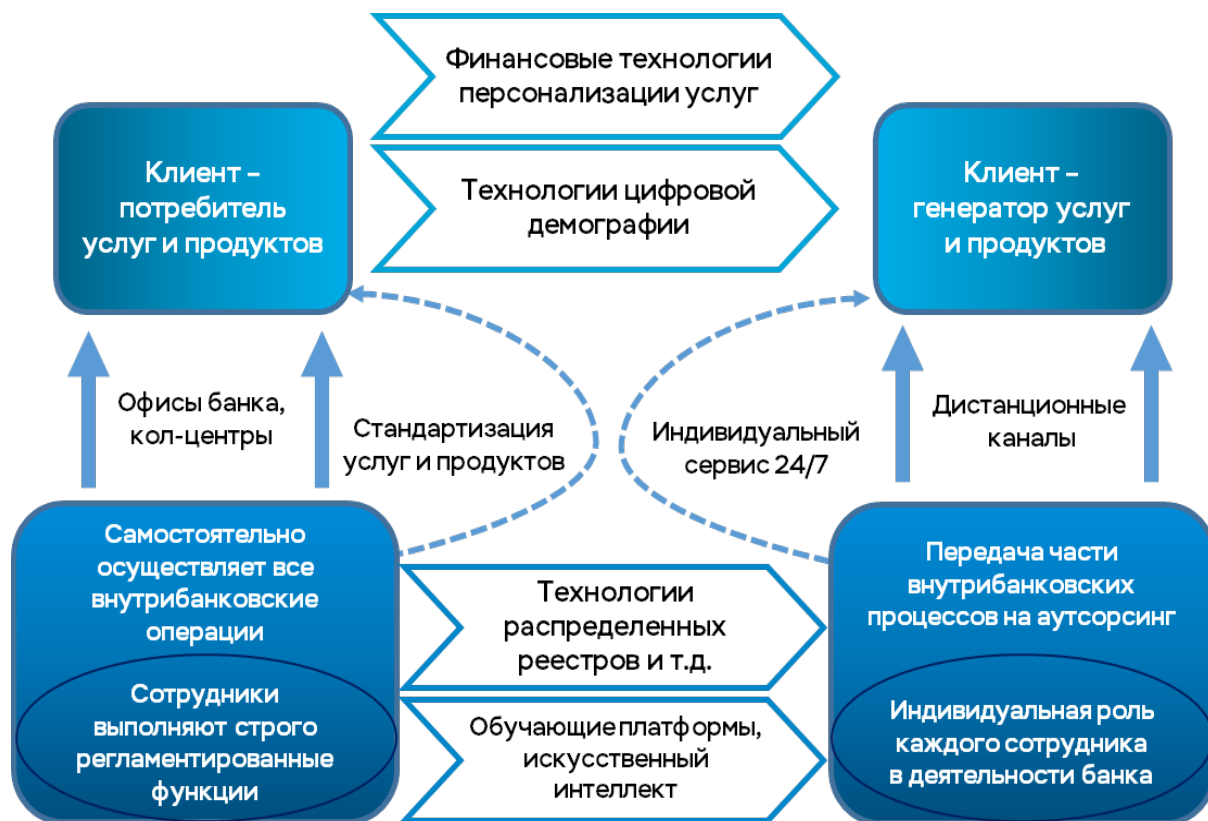 Финансовые технологии
персонализации услуг
Клиент –
потребитель
услуг и продуктов
Технологии цифровой
демографии
Клиент –
генератор услуг
и продуктов
Офисы банка,
кол-центры
Стандартизация
услуг и продуктов
Индивидуальный
сервис 24/7
Дистанционные
каналы
Самостоятельно
осуществляет все
внутрибанковские
операции
Технологии
распределенных
реестров и т.д.
Передача части
внутрибанковских
процессов на аутсорсинг
Сотрудники
выполняют строго
регламентированные
функции
Обучающие платформы,
искусственный
интеллект
Индивидуальная роль
каждого сотрудника
в деятельности банка